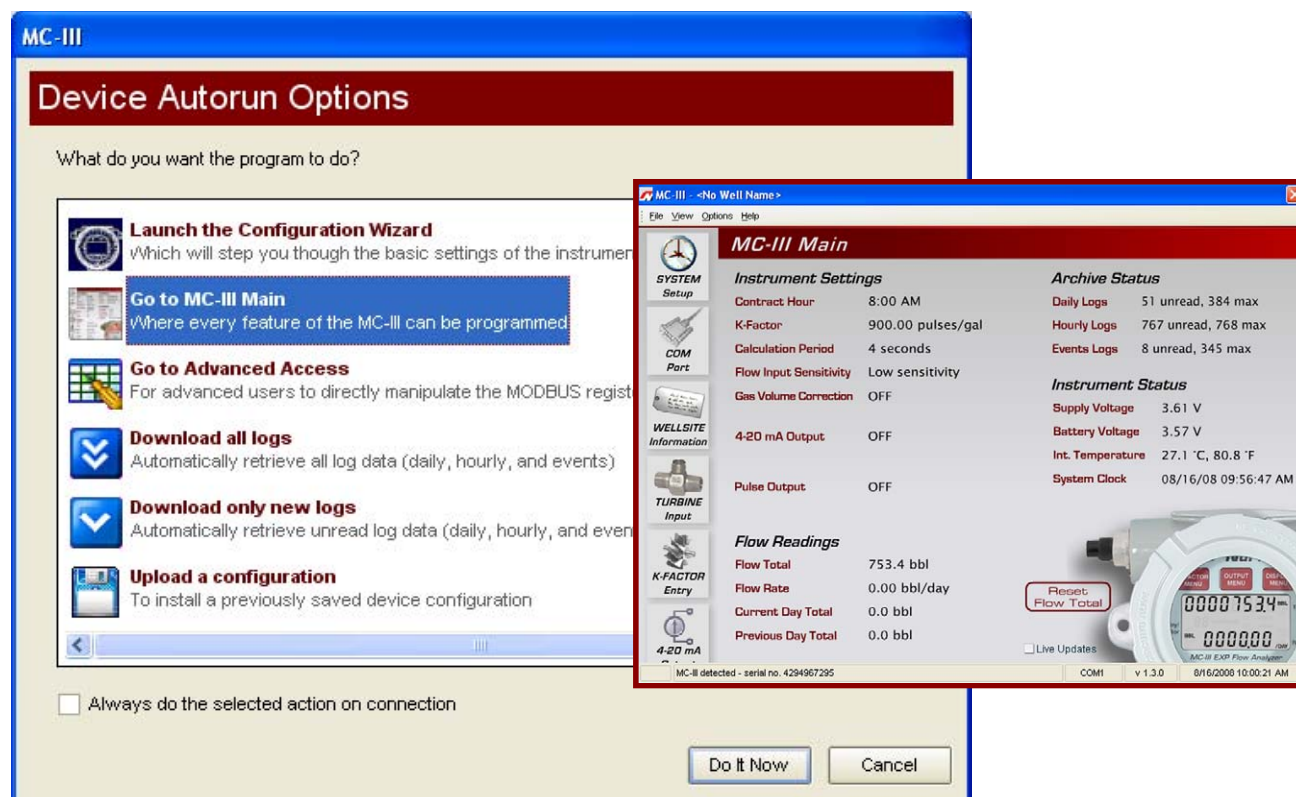 MC-III
Device Autorun Options
What do you want the program to do?
Launch the Configuration Wizard
Which will step you though the basic settings of the instrumen
Go to MC-III Main
Where every feature of the MC-III can be programmed
Go to Advanced Access
For advanced users to directly manipulate the MODBUS regist
Download all logs
Automatically retrieve all log data (daily, hourly, and events)
Download only new logs
Automatically retrieve unread log data (daily, hourly, and even
Upload a configuration
To install a previously saved device configuration
Always do the selected action on connection
Do It Now
Cancel
MC-III - <No Well Name>
File View Options Help
SYSTEM
Setup
COM
Port
WELLSITE
Information
TURBINE
Input
K-FACTOR
Entry
4-20 mA
MC-III Main
Instrument Settings
Contract Hour 8:00 AM
K-Factor 900.00 pulses/gal
Calculation Period 4 seconds
Flow Input Sensitivity Low sensitivity
Gas Volume Correction OFF
4-20 mA Output OFF
Pulse Output OFF
Flow Readings
Flow Total 753.4 bbl
Flow Rate 0.00 bbl/day
Current Day Total 0.0 bbl
Previous Day Total 0.0 bbl
Archive Status
Daily Logs 51 unread, 384 max
Hourly Logs 767 unread, 768 max
Events Logs 8 unread, 345 max
Instrument Status
Supply Voltage 3.61 V
Battery Voltage 3.57 V
Int. Temperature 27.1 °C, 80.8 °F
System Clock 08/16/08 09:56:47 AM
Reset
Flow Total
Live Updates
OUTPUT
MENU
MENU
0000753.4
0000.00
MC-III EXP Flow Analyzer
MC-III detected - serial no. 4294967295
COM1
v 1.3.0
8/16/2008 10:00:21 AM